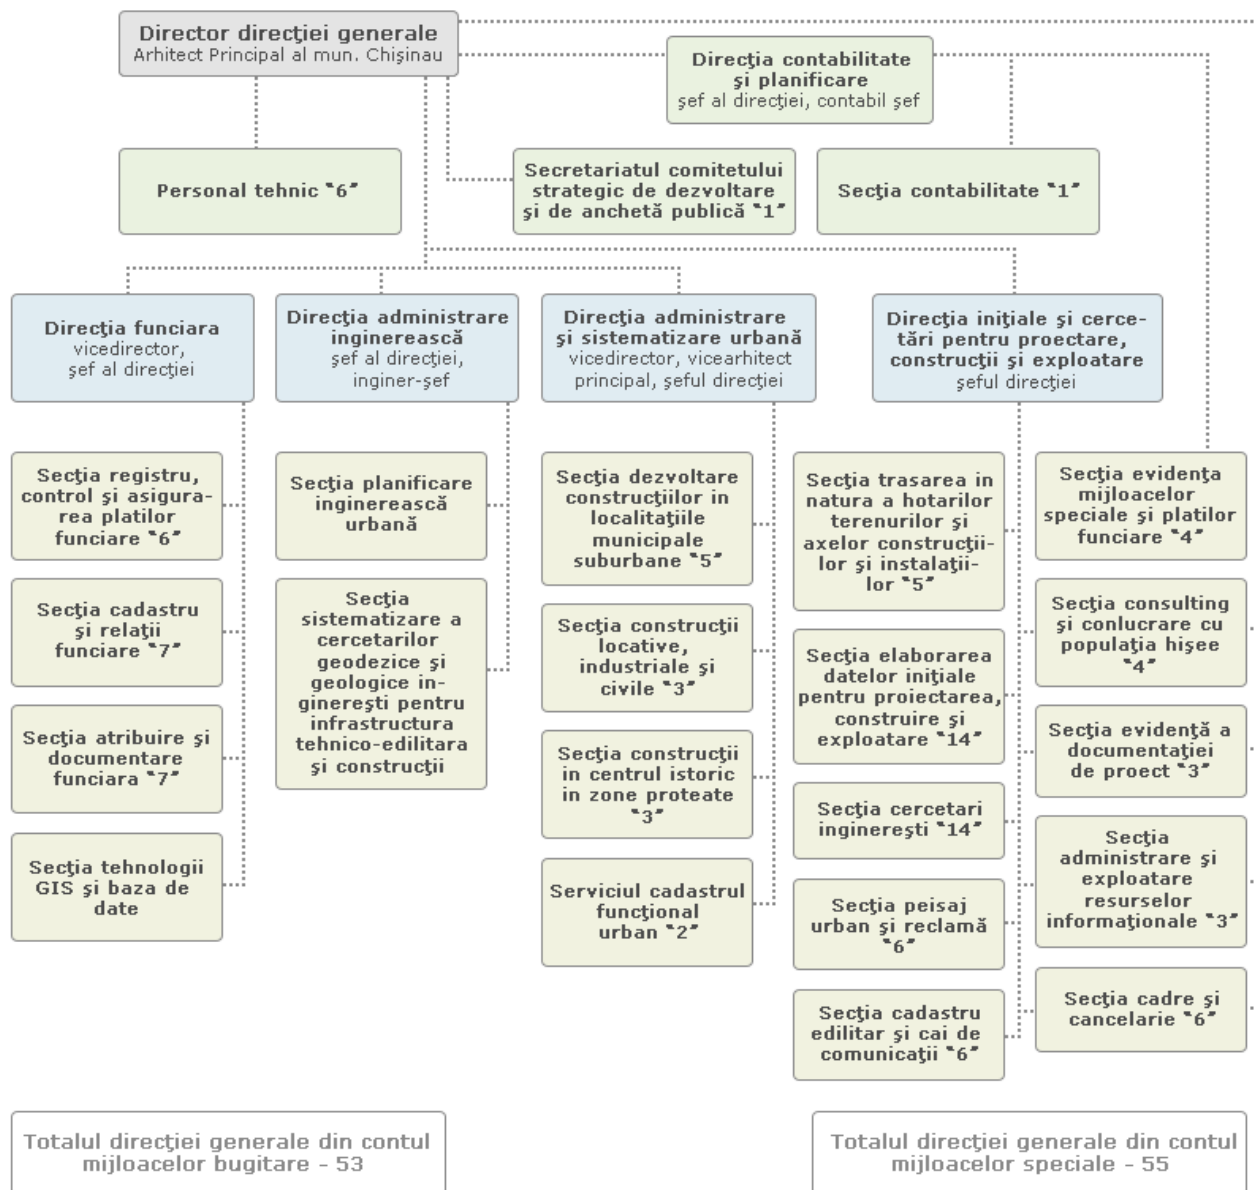 Director direcţiei generale
Arhitect Principal al mun. Chişinau
Direcţia contabilitate
şi planificare
şef al direcţiei, contabil şef
Personal tehnic "6"
Secretariatul comitetului
strategic de dezvoltare
şi de anchetă publică "1"
Secţia contabilitate "1"
Direcţia funciara
vicedirector,
şef al direcţiei
Direcţia administrare
inginerească
şef al direcţiei,
inginer-şef
Direcţia administrare
şi sistematizare urbană
vicedirector, vicearhitect
principal, şeful direcţiei
Direcţia iniţiale şi cerce-
tări pentru proectare,
construcţii şi exploatare
şeful direcţiei
Secţia registru,
control şi asigura-
rea platilor
funciare "6"
Secţia cadastru
şi relaţii
funciare "7"
Secţia atribuire şi
documentare
funciara "7"
Secţia tehnologii
GIS şi baza de
date
Secţia planificare
inginerească
urbană
Secţia
sistematizare a
cercetarilor
geodezice şi
geologice in-
ginereşti pentru
infrastructura
tehnico-edilitara
şi construcţii
Secţia dezvoltare
construcţiilor in
localitaţiile
municipale
suburbane "5"
Secţia construcţii
locative,
industriale şi
civile "3"
Secţia construcţii
in centrul istoric
in zone proteate
"3"
Serviciul cadastrul
funcţional
urban "2"
Secţia trasarea in
natura a hotarilor
terenurilor şi
axelor construcţii-
lor şi instalaţii-
lor "5"
Secţia elaborarea
datelor iniţiale
pentru proiectarea,
construire şi
exploatare "14"
Secţia cercetari
inginereşti "14"
Secţia peisaj
urban şi reclamă
"6"
Secţia cadastru
edilitar şi cai de
comunicaţii "6"
Secţia evidenţa
mijloacelor
speciale şi platilor
funciare "4"
Secţia consulting
şi conlucrare cu
populaţia hişee
"4"
Secţia evidenţă a
documentaţiei
de proect "3"
Secţia
administrare şi
exploatare
resurselor
informaţionale "3"
Secţia cadre şi
cancelarie "6"
Totalul direcţiei generale din contul
mijloacelor bugitare - 53
Totalul direcţiei generale din contul
mijloacelor speciale - 55